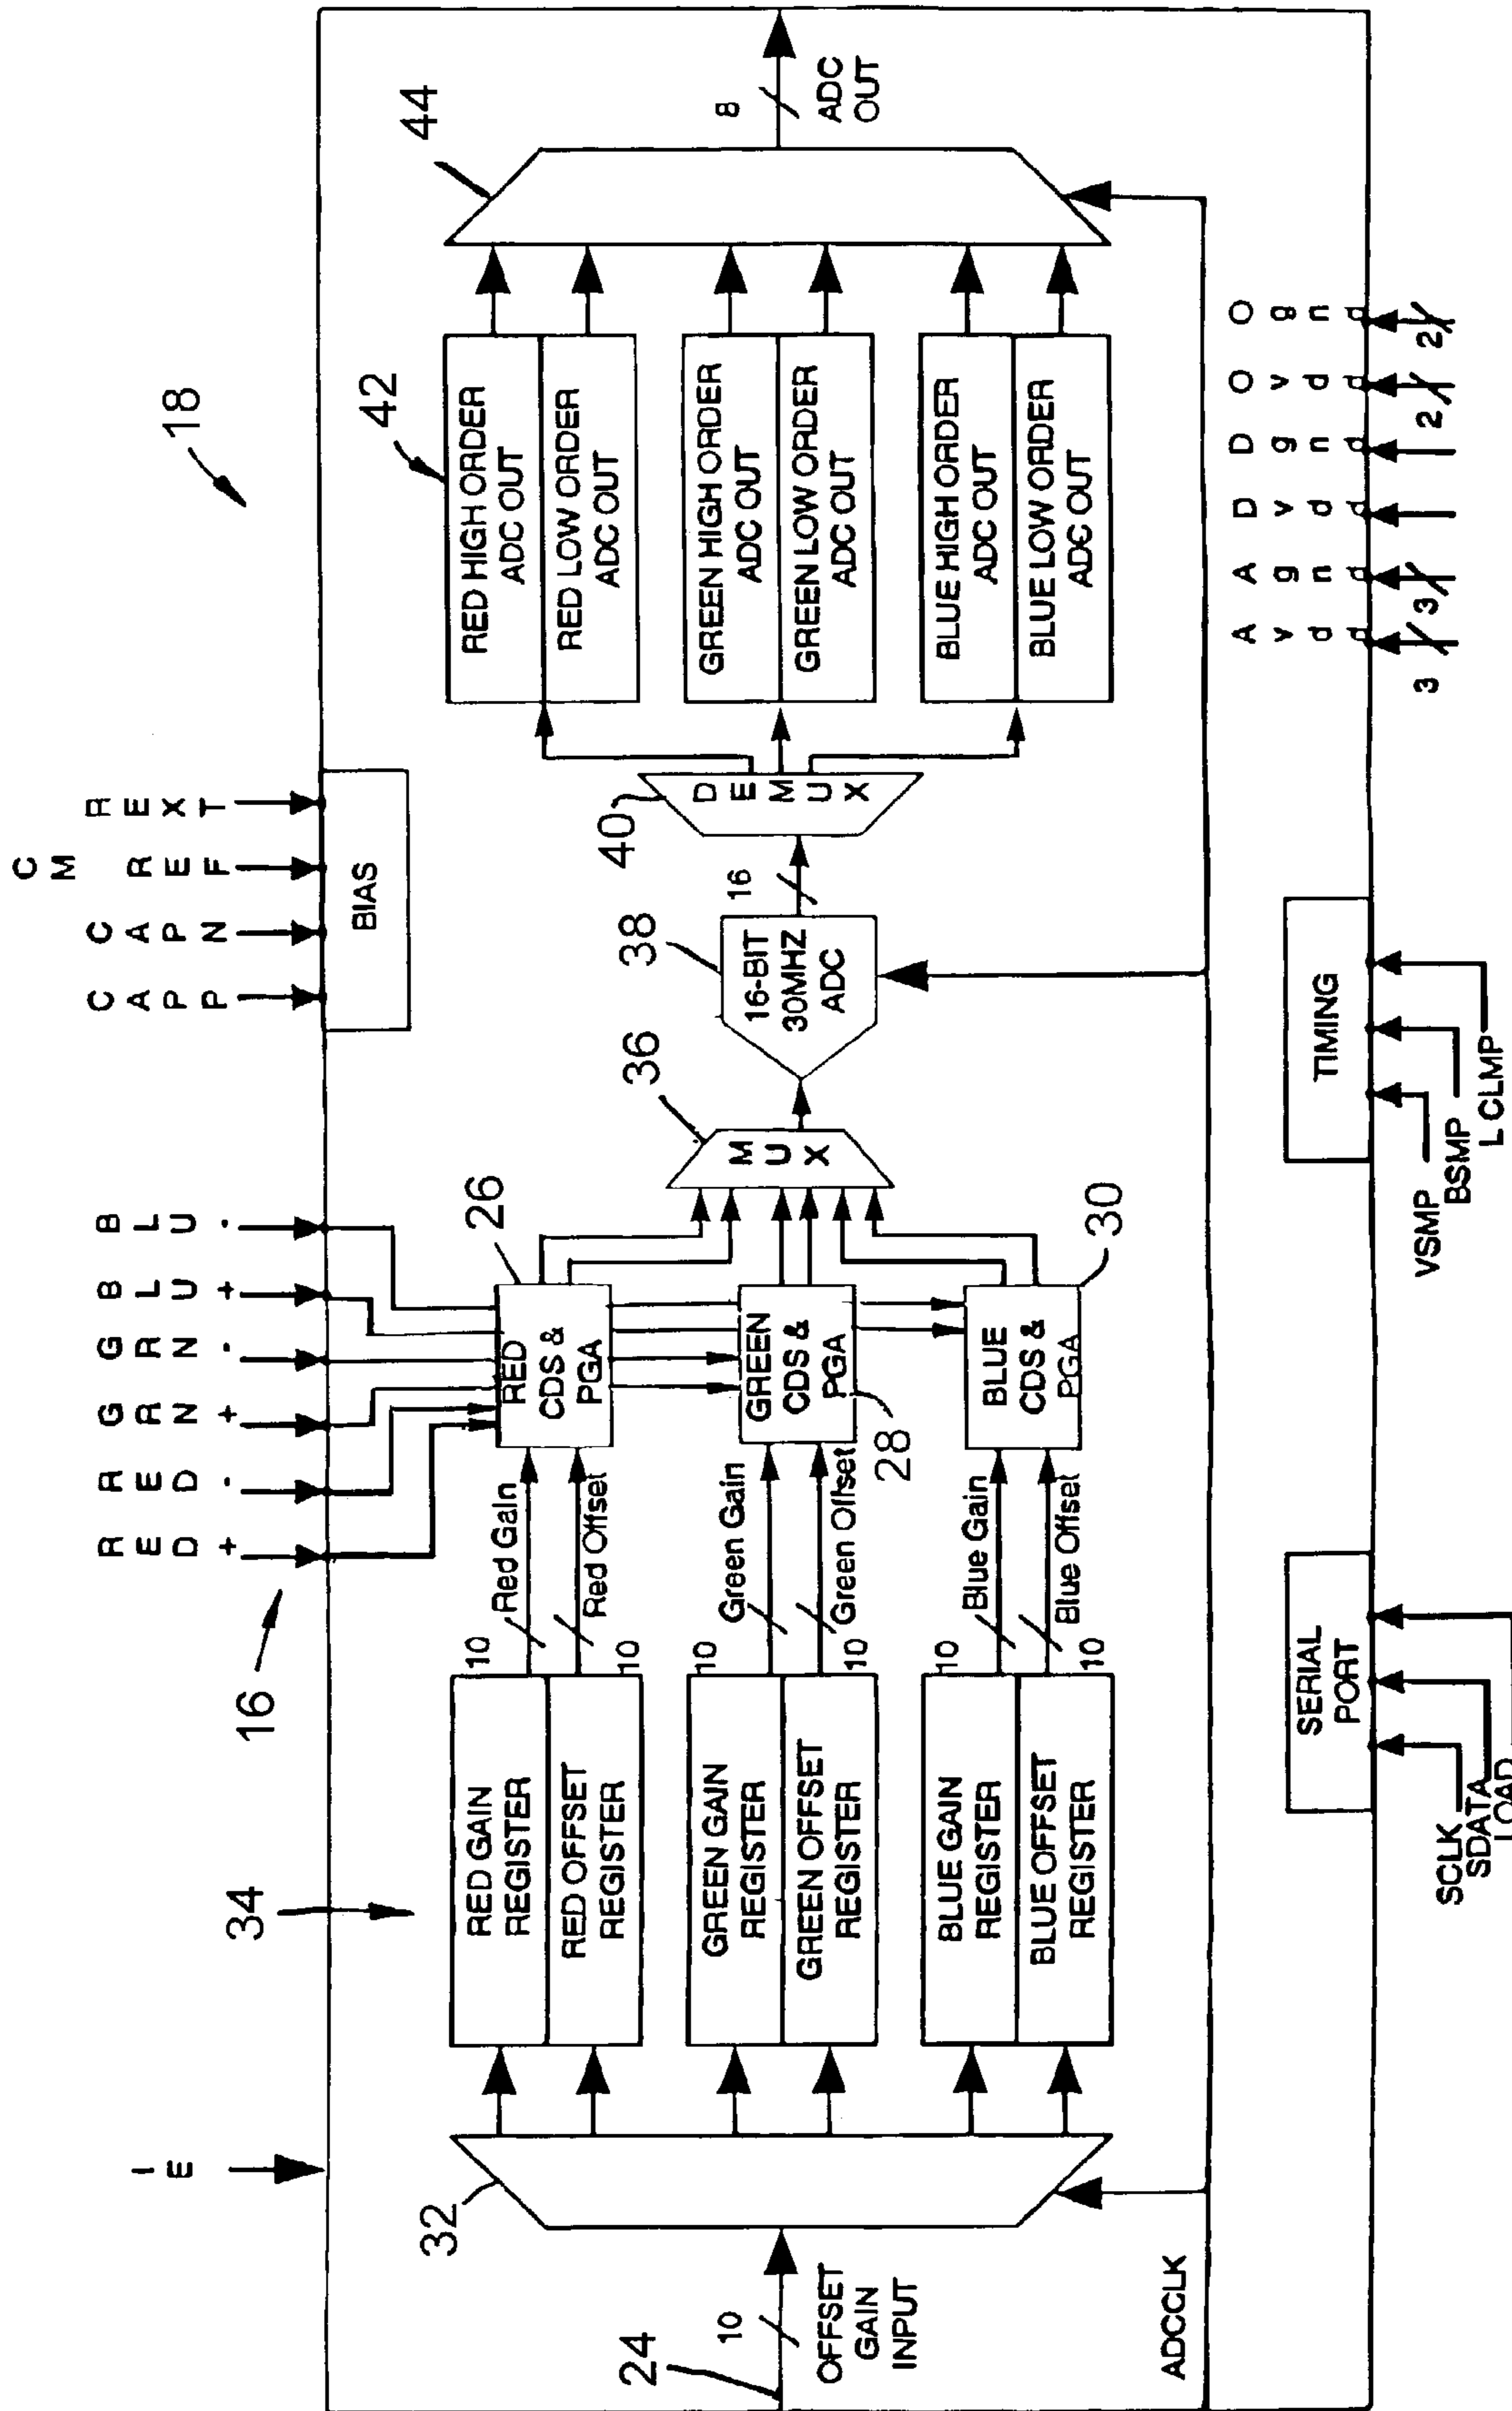 18
16
34
I E
RED+
RED-
GRN+
GRN-
BLU+
BLU-
CAPP
CAPN
CM REF
REXT
BIAS
24
10
OFFSET
GAIN
INPUT
32
RED GAIN
REGISTER
RED OFFSET
REGISTER
10
10
Red Gain
Red Offset
GREEN GAIN
REGISTER
GREEN OFFSET
REGISTER
10
10
Green Gain
Green Offset
BLUE GAIN
REGISTER
BLUE OFFSET
REGISTER
10
10
Blue Gain
Blue Offset
26
RED
CDS &
PGA
GREEN
CDS &
PGA
28
BLUE
CDS &
PGA
30
36
MUX
38
16-BIT
30MHZ
ADC
16
40
DEMUX
42
RED HIGH ORDER
ADC OUT
RED LOW ORDER
ADC OUT
GREEN HIGH ORDER
ADC OUT
GREEN LOW ORDER
ADC OUT
BLUE HIGH ORDER
ADC OUT
BLUE LOW ORDER
ADC OUT
44
8
ADC
OUT
ADCCLK
SERIAL
PORT
SCLK
SDATA
LOAD
TIMING
VSMP
BSMP
L CLMP
Avdd
3
Agnd
3
Dvdd
Dgnd
Ovdd
2
Ognd
2